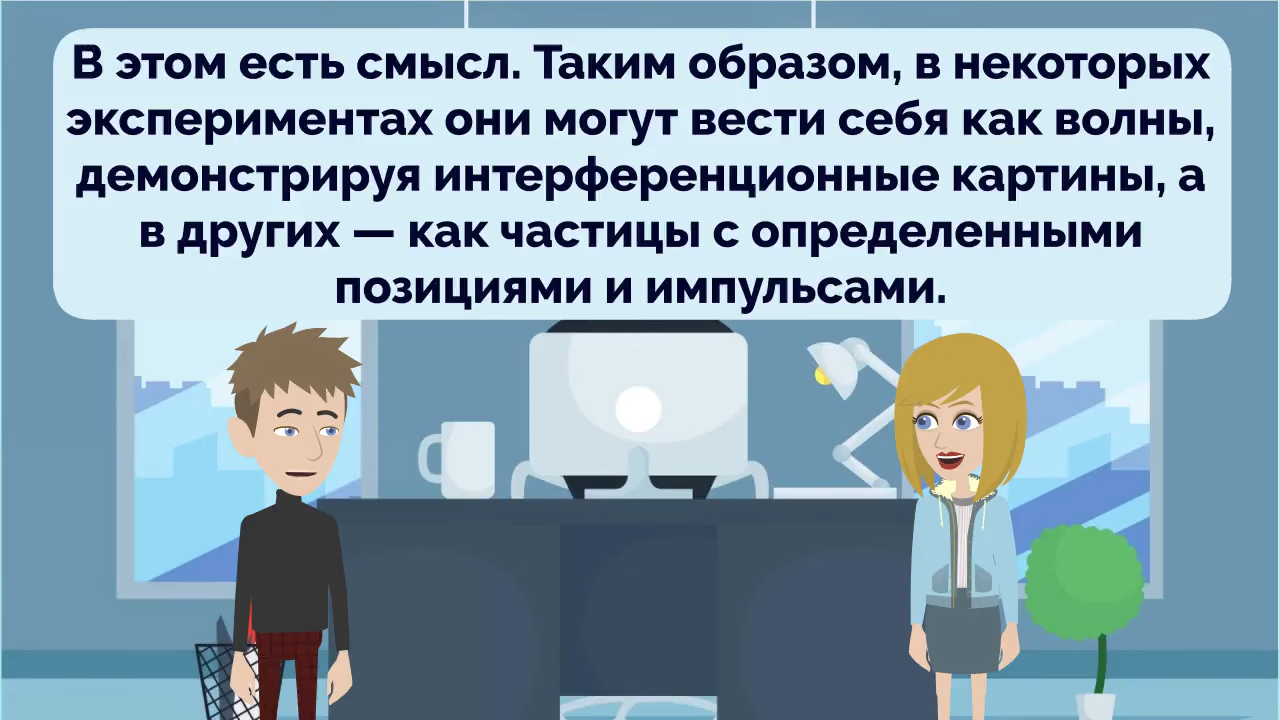 В этом есть смысл. Таким образом, в некоторых
экспериментах они могут вести себя как волны,
демонстрируя интерференционные картины, а
в других — как частицы с определенными
позициями и импульсами.